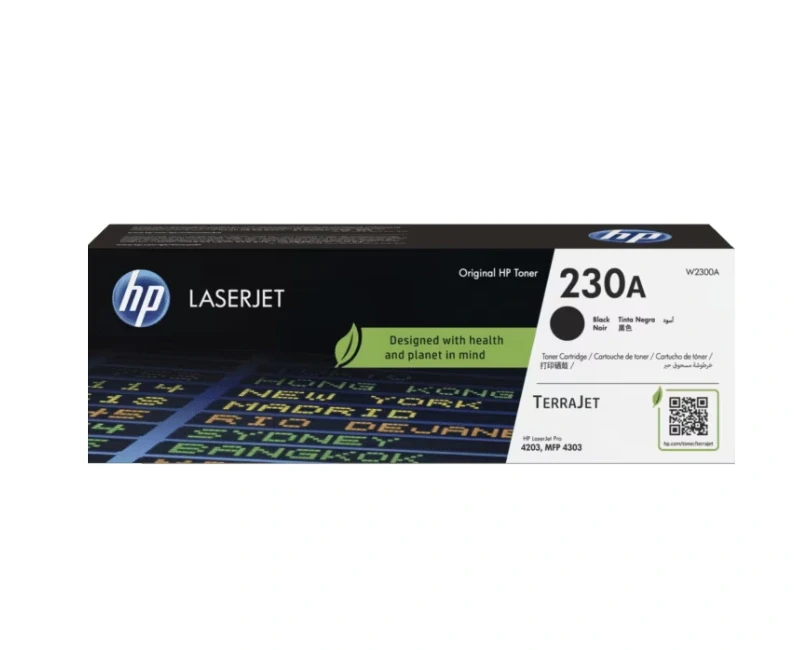 hp
hp
LASERJET
Original HP Toner
230A
W2300A
Black Tinta Negra أسود
Noir 黑色
Designed with health
and planet in mind
Toner Cartridge / Cartouche de toner / Cartucho de tóner /
打印硒鼓 / خرطوشة مسحوق حبر
TERRAJET
HP LaserJet Pro
4203, MFP 4303
hp.com/toner/terrajet
114
HONG KONG
NEW YORK
MADRID
RIO DEJANE
SYDNEY
BANGKOK